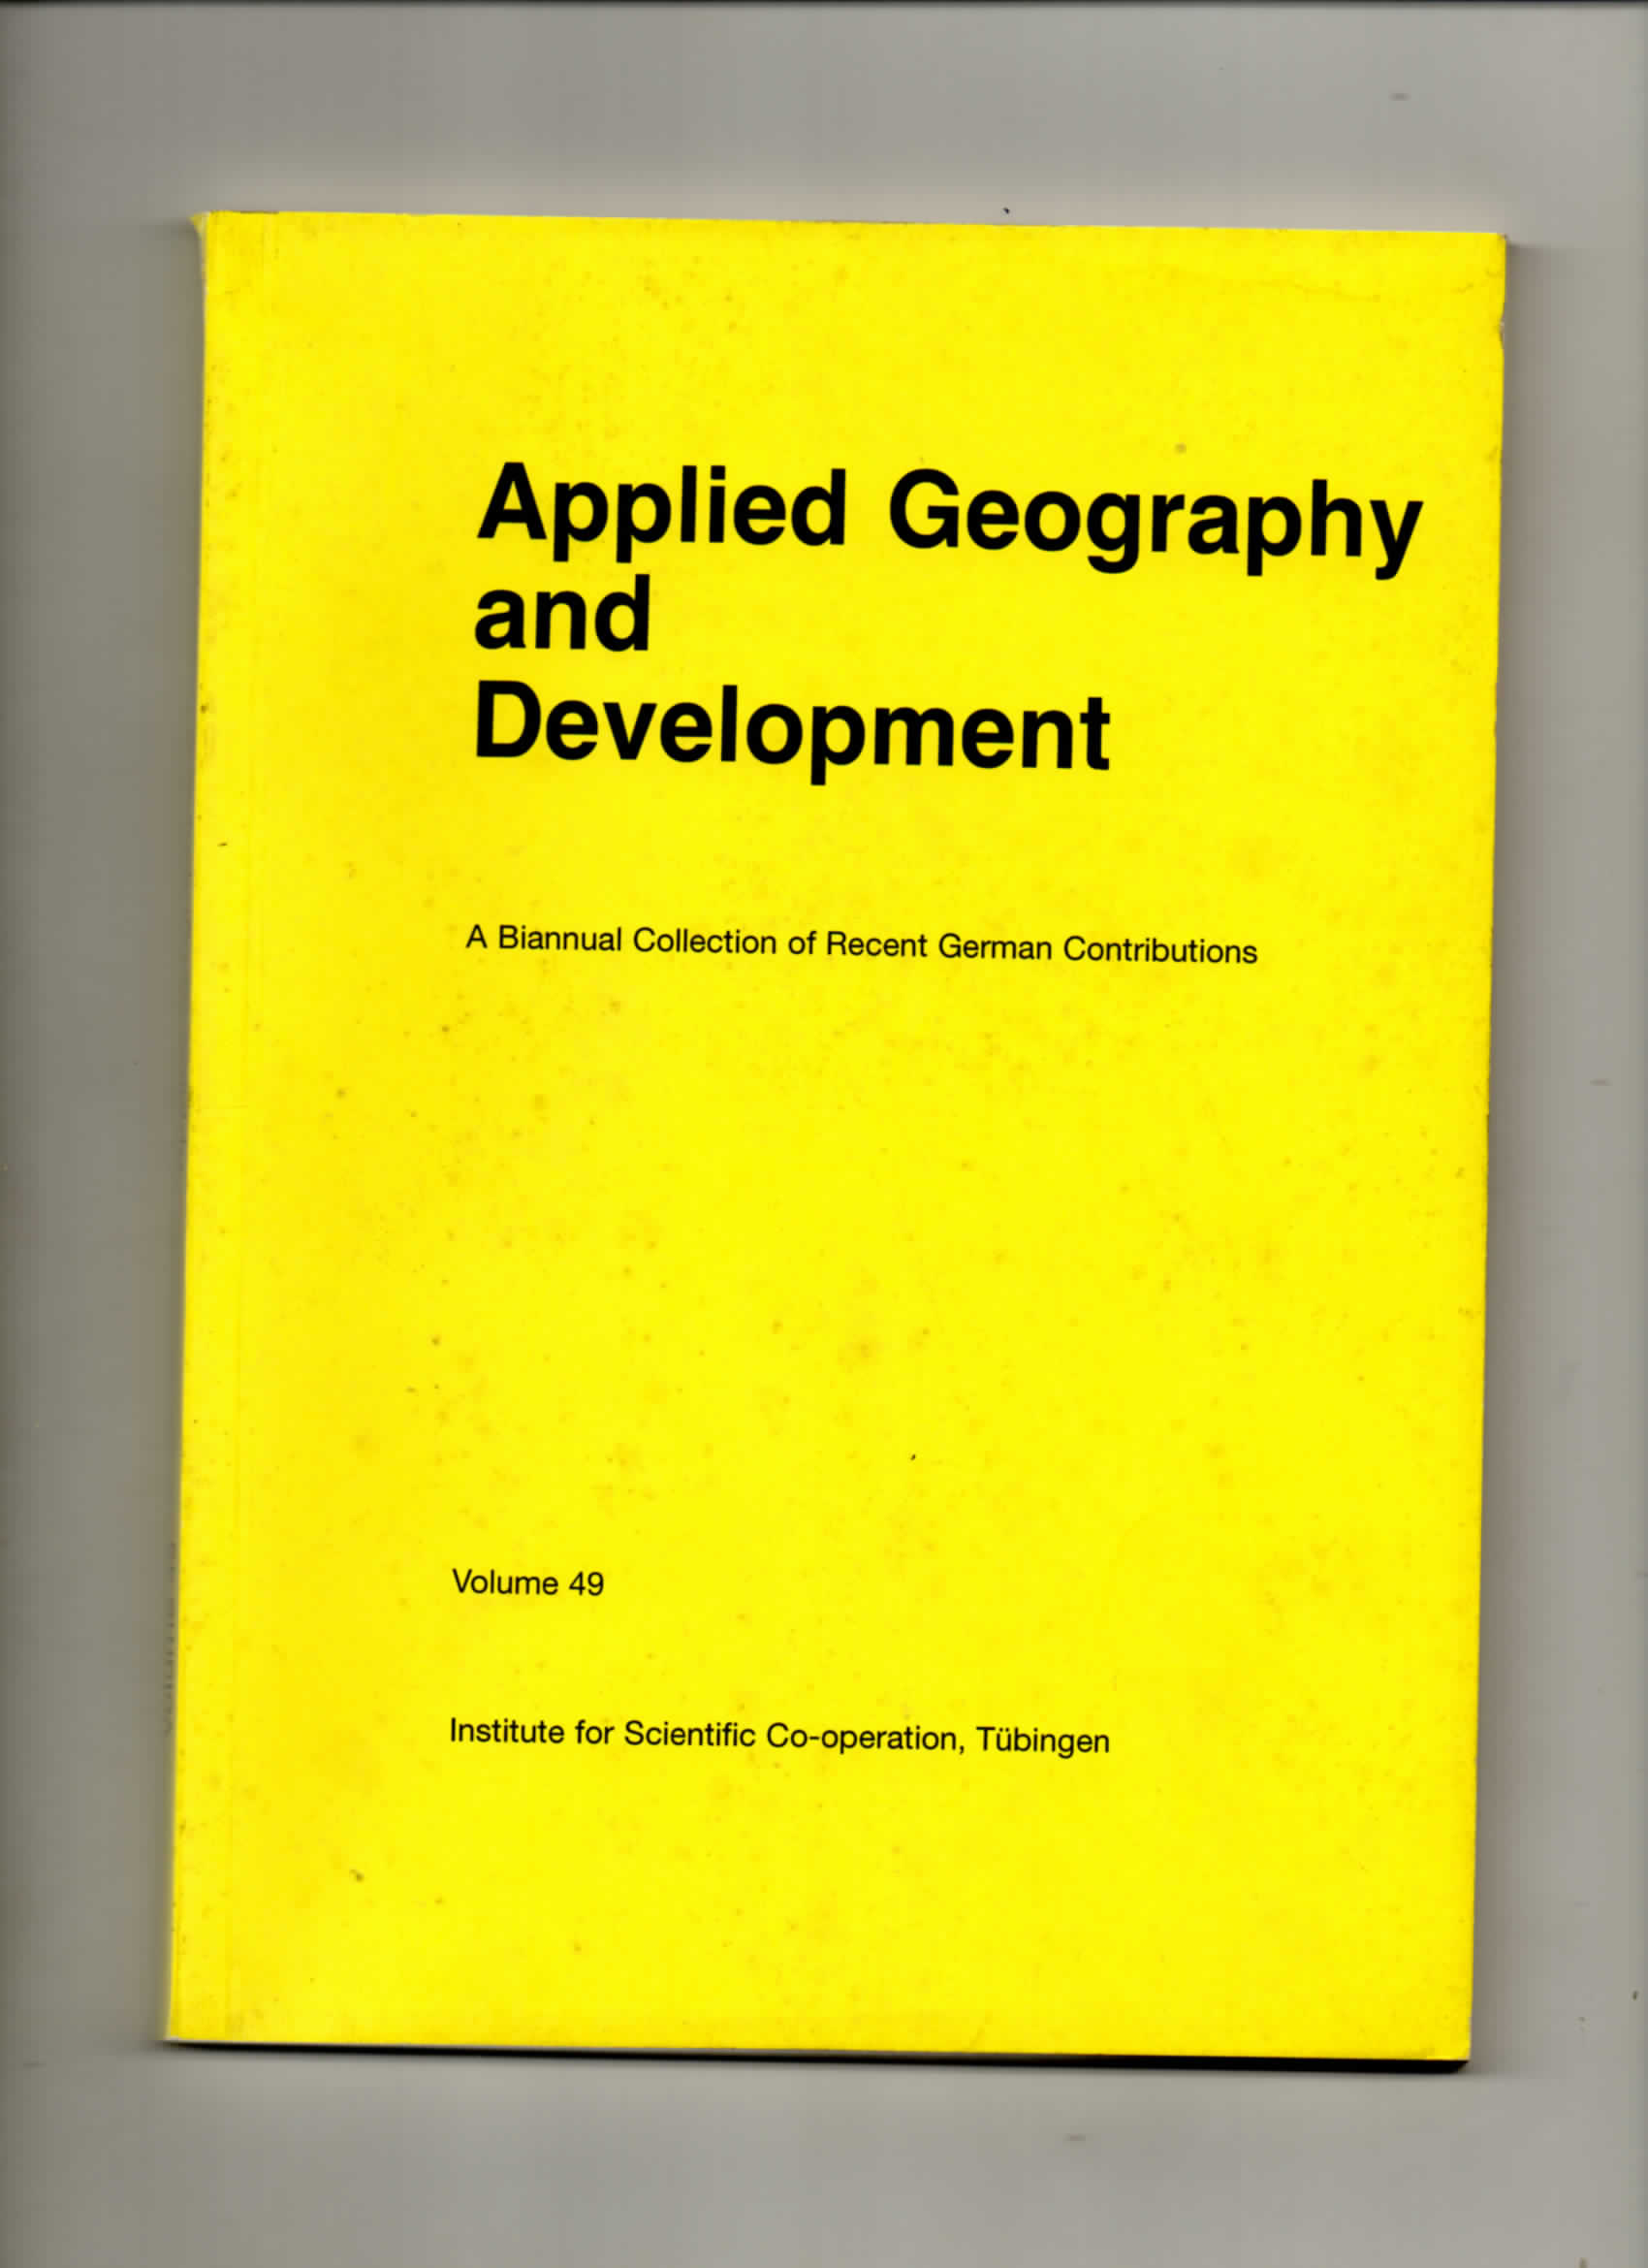 Applied Geography
and
Development
A Biannual Collection of Recent German Contributions
Volume 49
Institute for Scientific Co-operation, Tübingen